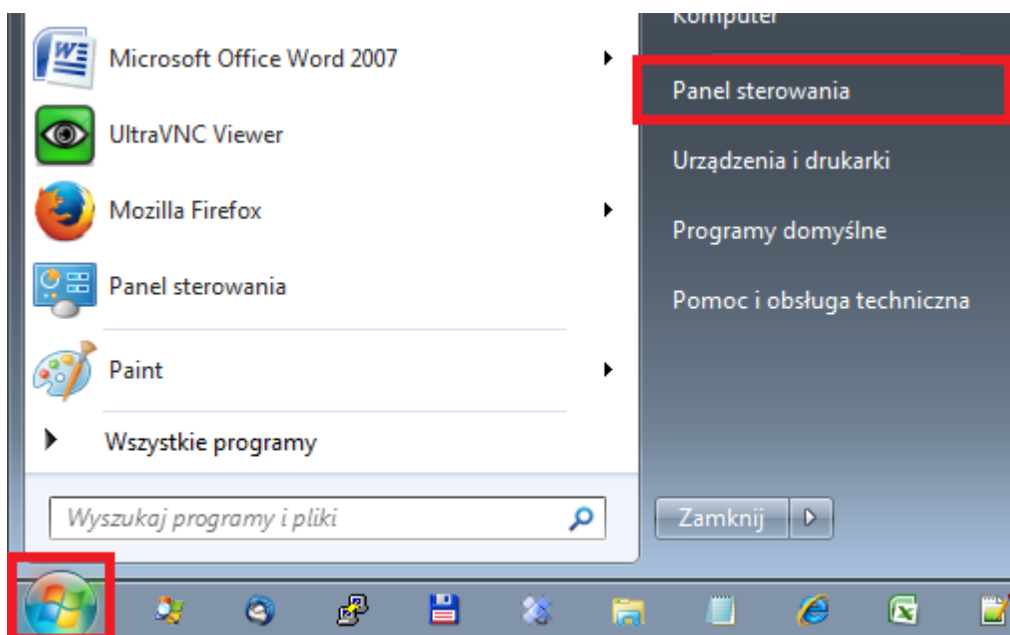 Microsoft Office Word 2007
UltraVNC Viewer
Mozilla Firefox
Panel sterowania
Paint
Wszystkie programy
Wyszukaj programy i pliki
Komputer
Panel sterowania
Urządzenia i drukarki
Programy domyślne
Pomoc i obsługa techniczna
Zamknij